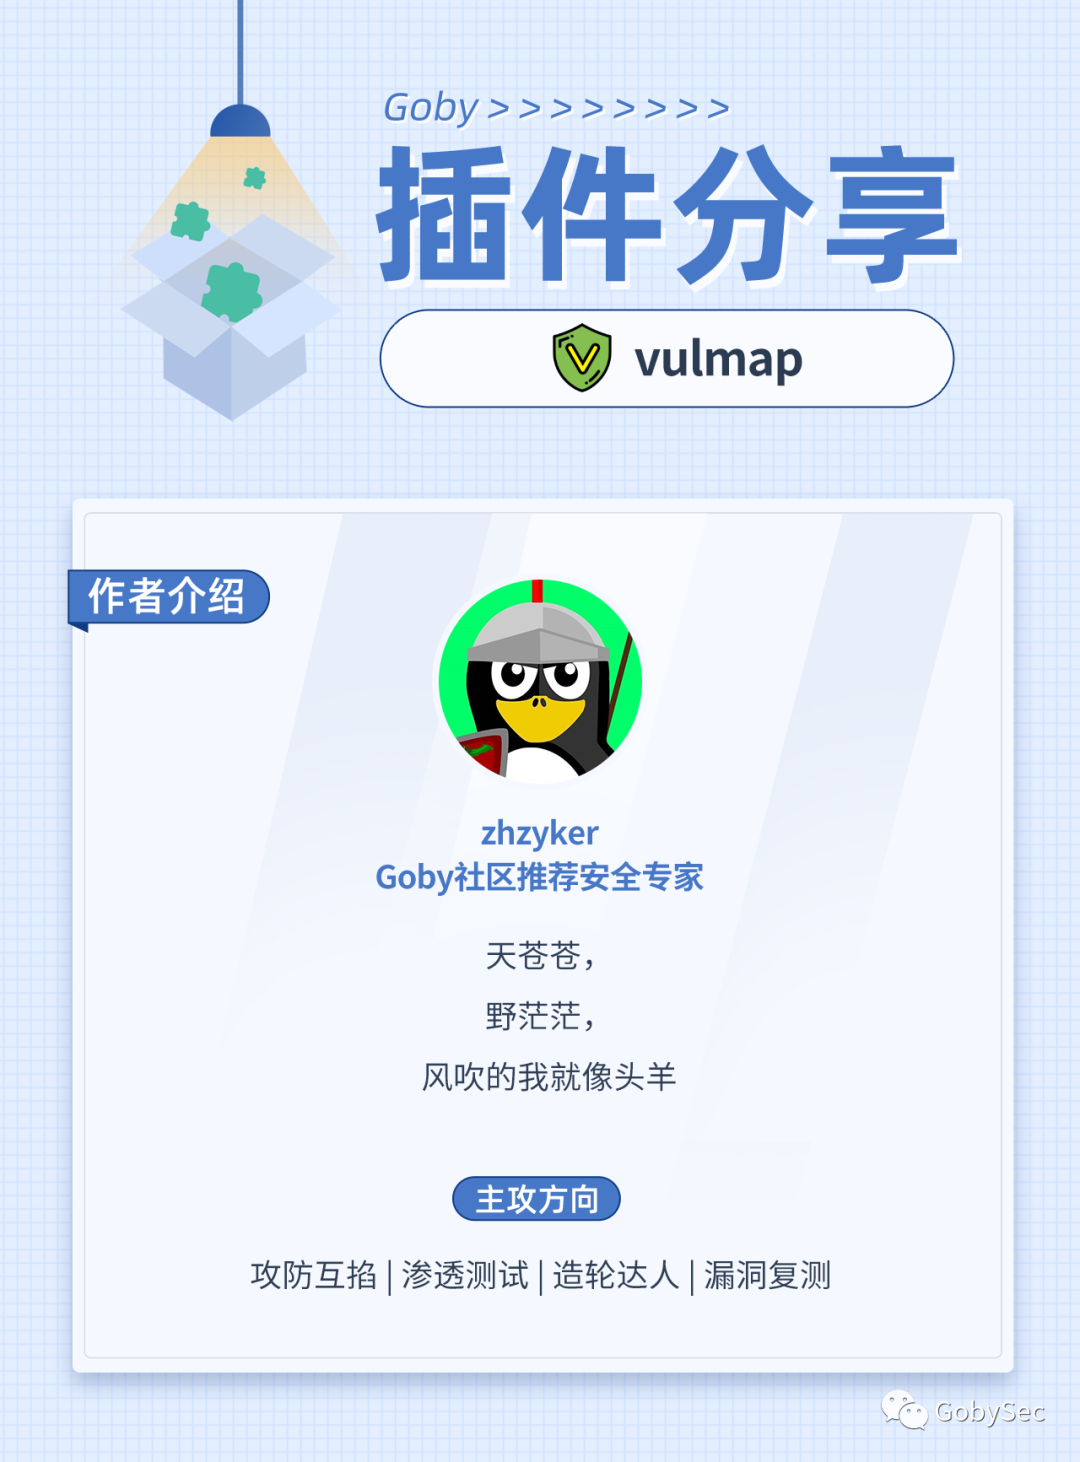 Goby > > > > > > > >
插件分享
vulmap
作者介绍
zhzyker
Goby社区推荐安全专家
天苍苍，
野茫茫，
风吹的我就像头羊
主攻方向
攻防互掐 | 渗透测试 | 造轮达人 | 漏洞复测
GobySec